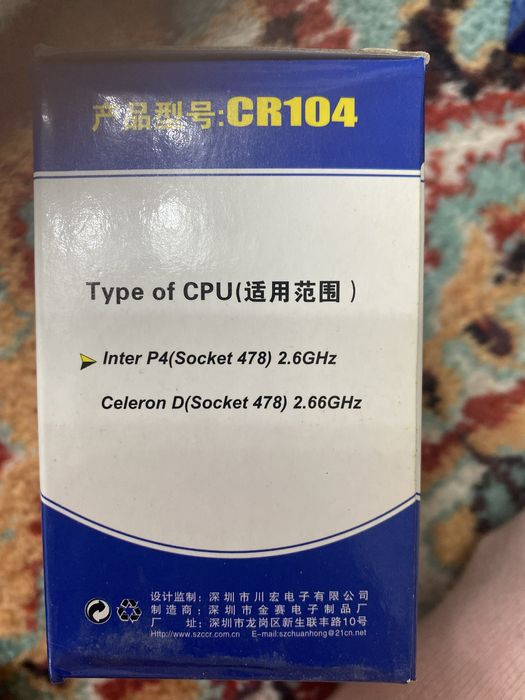 产品型号:CR104
Type of CPU(适用范围)
Inter P4(Socket 478) 2.6GHz
Celeron D(Socket 478) 2.66GHz
设计监制: 深圳市川宏电子有限公司
制造商: 深圳市金赛电子制品厂
厂 址: 深圳市龙岗区新生联丰路10号
Http://www.szccr.com.cn E-mail:szchuanhong@21cn.net